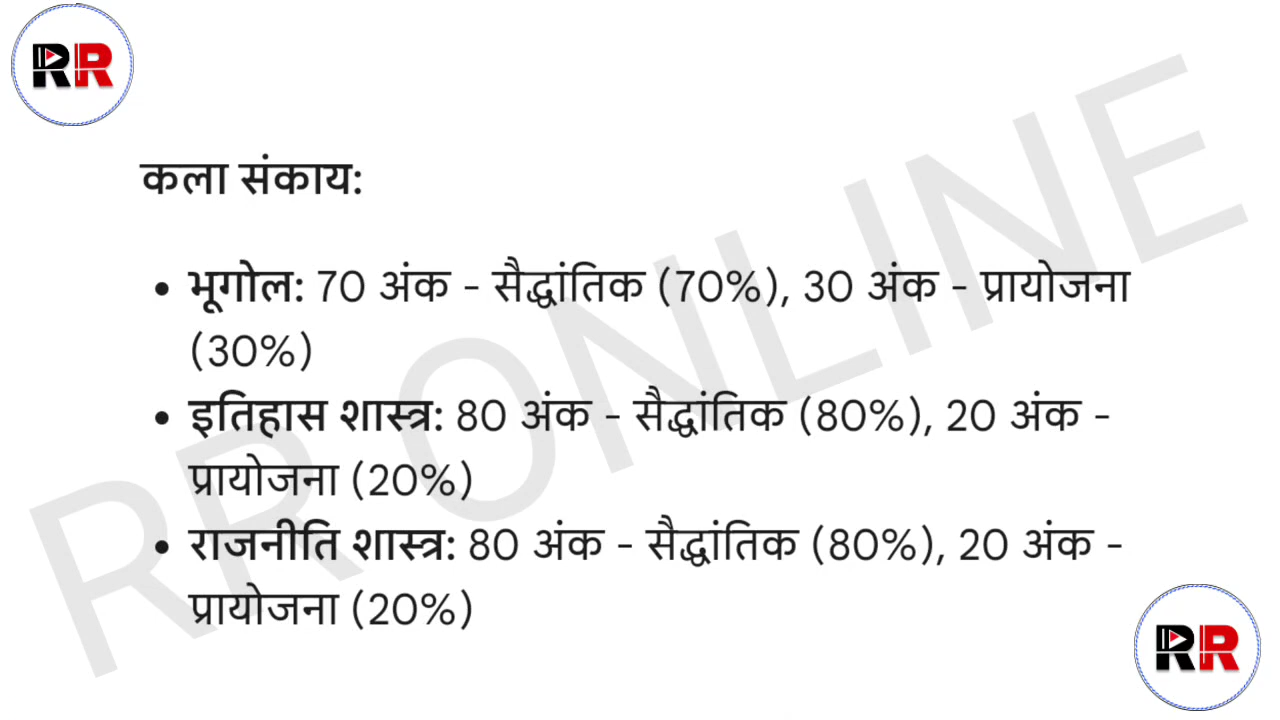 RR
कला संकाय:
• भूगोल: 70 अंक - सैद्धांतिक (70%), 30 अंक - प्रायोजना
(30%)
• इतिहास शास्त्र: 80 अंक - सैद्धांतिक (80%), 20 अंक -
प्रायोजना (20%)
• राजनीति शास्त्र: 80 अंक - सैद्धांतिक (80%), 20 अंक -
प्रायोजना (20%)
RR ONLINE
RR